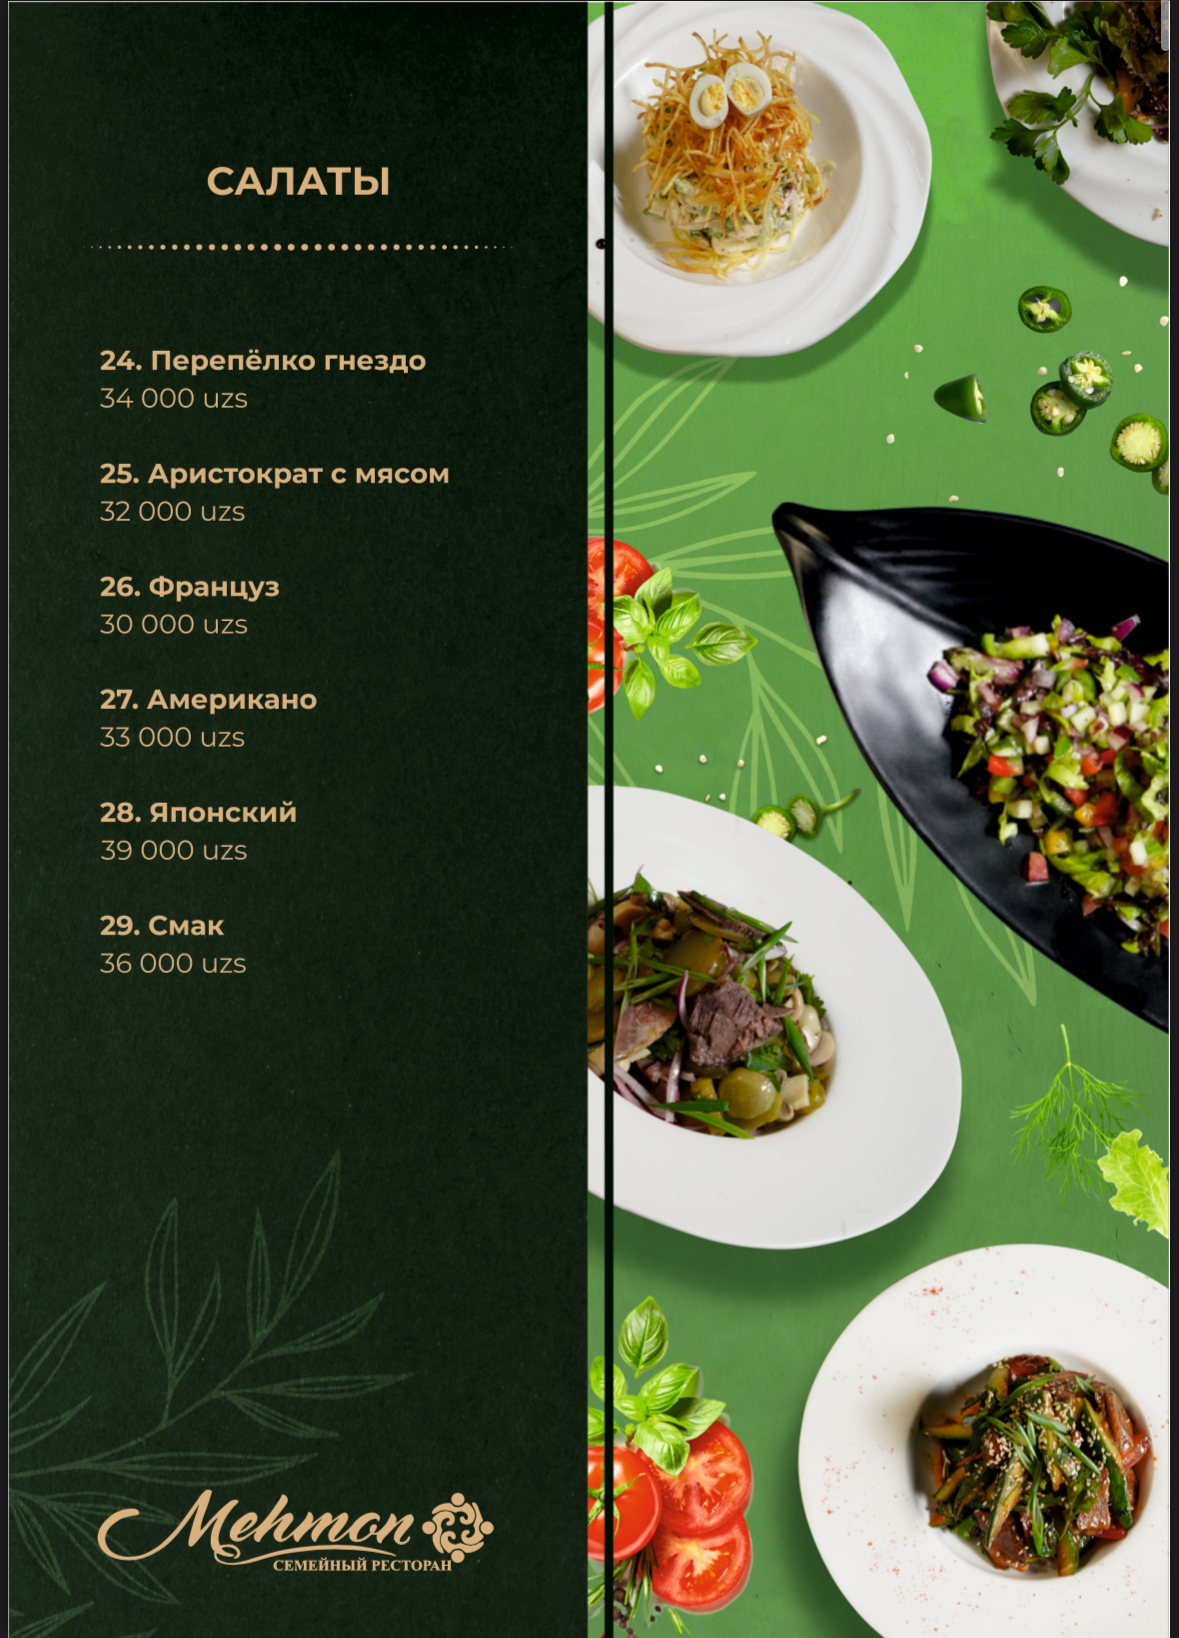 САЛАТЫ
24. Перепёлко гнездо
34 000 uzs
25. Аристократ с мясом
32 000 uzs
26. Француз
30 000 uzs
27. Американо
33 000 uzs
28. Японский
39 000 uzs
29. Смак
36 000 uzs
Mehmon
СЕМЕЙНЫЙ РЕСТОРАН